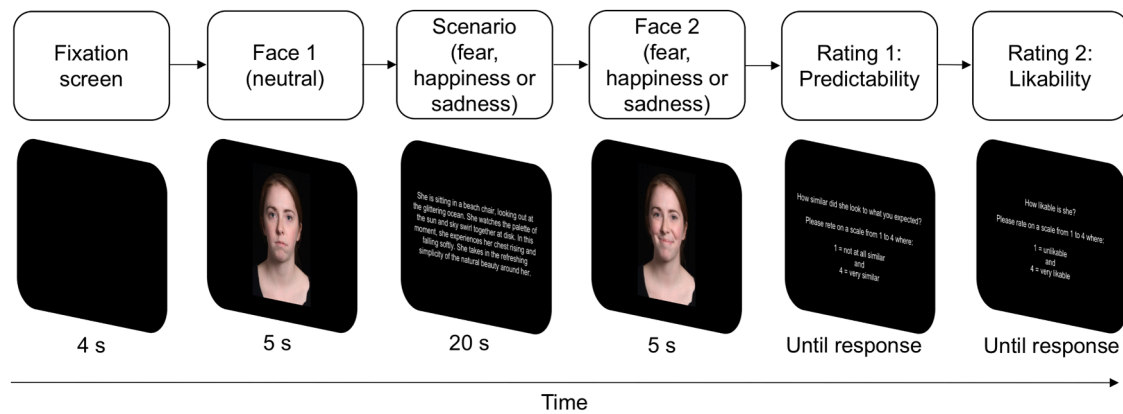 Fixation
screen
Face 1
(neutral)
Scenario
(fear,
happiness or
sadness)
Face 2
(fear,
happiness or
sadness)
Rating 1:
Predictability
Rating 2:
Likability
She is sitting in a beach chair, looking out at
the glittering ocean. She watches the palette of
the sun and sky swirl together at disk. In this
moment, she experiences her chest rising and
falling softly. She takes in the refreshing
simplicity of the natural beauty around her.
How similar did she look to what you expected?
Please rate on a scale from 1 to 4 where:
1 = not at all similar
and
4 = very similar
How likable is she?
Please rate on a scale from 1 to 4 where:
1 = unlikable
and
4 = very likable
4 s
5 s
20 s
5 s
Until response
Until response
Time